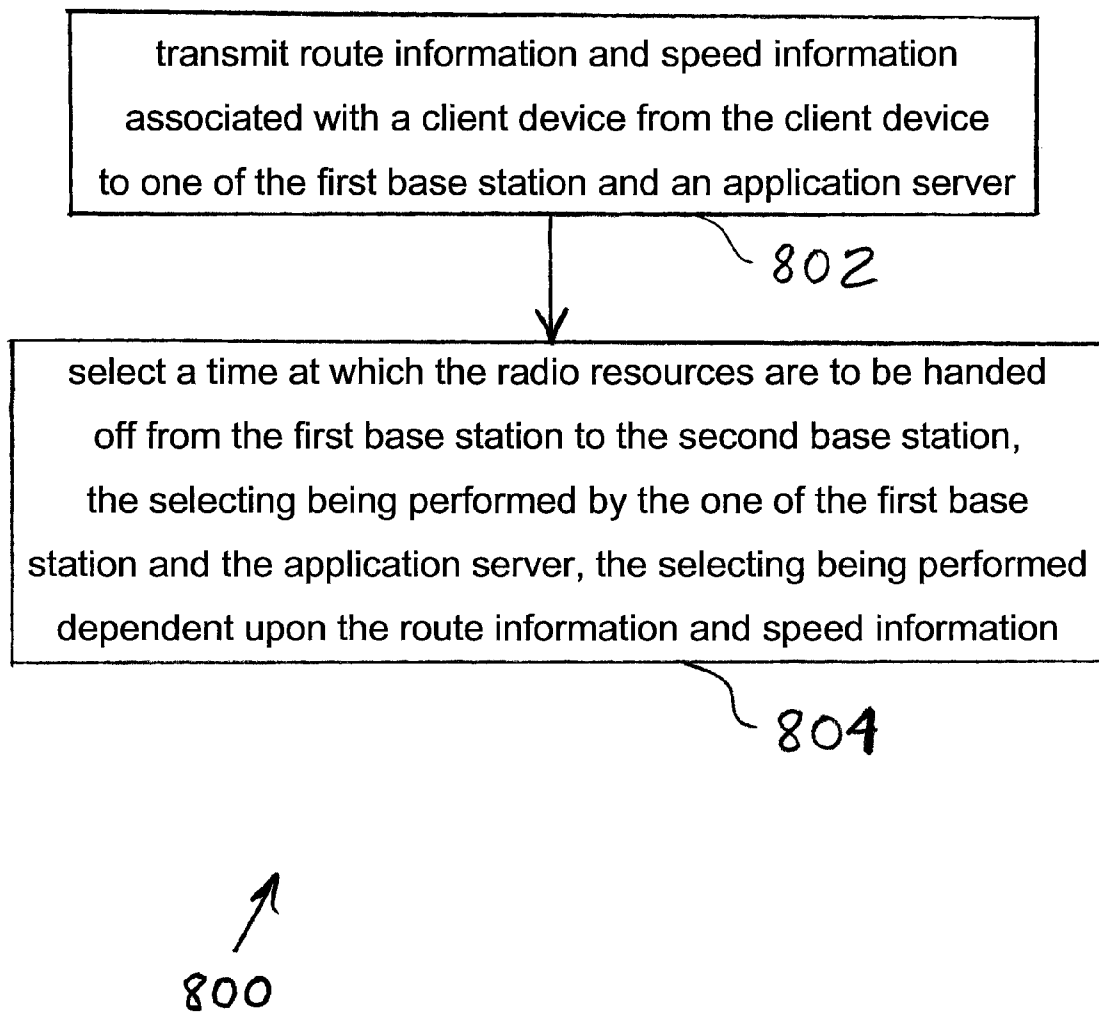 transmit route information and speed information
associated with a client device from the client device
to one of the first base station and an application server
802
select a time at which the radio resources are to be handed
off from the first base station to the second base station,
the selecting being performed by the one of the first base
station and the application server, the selecting being performed
dependent upon the route information and speed information
804
800